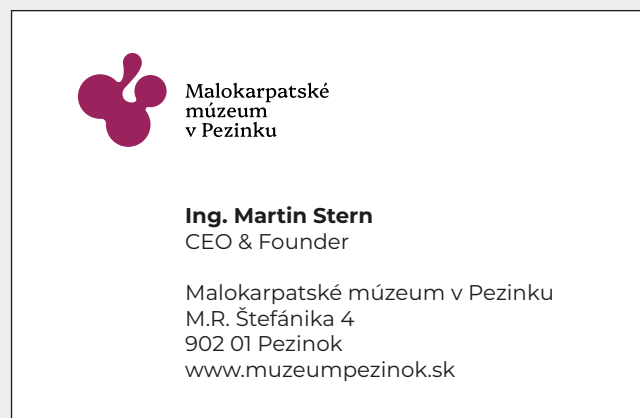 Malokarpatské
múzeum
v Pezinku
Ing. Martin Stern
CEO & Founder
Malokarpatské múzeum v Pezinku
M.R. Štefánika 4
902 01 Pezinok
www.muzeumpezinok.sk